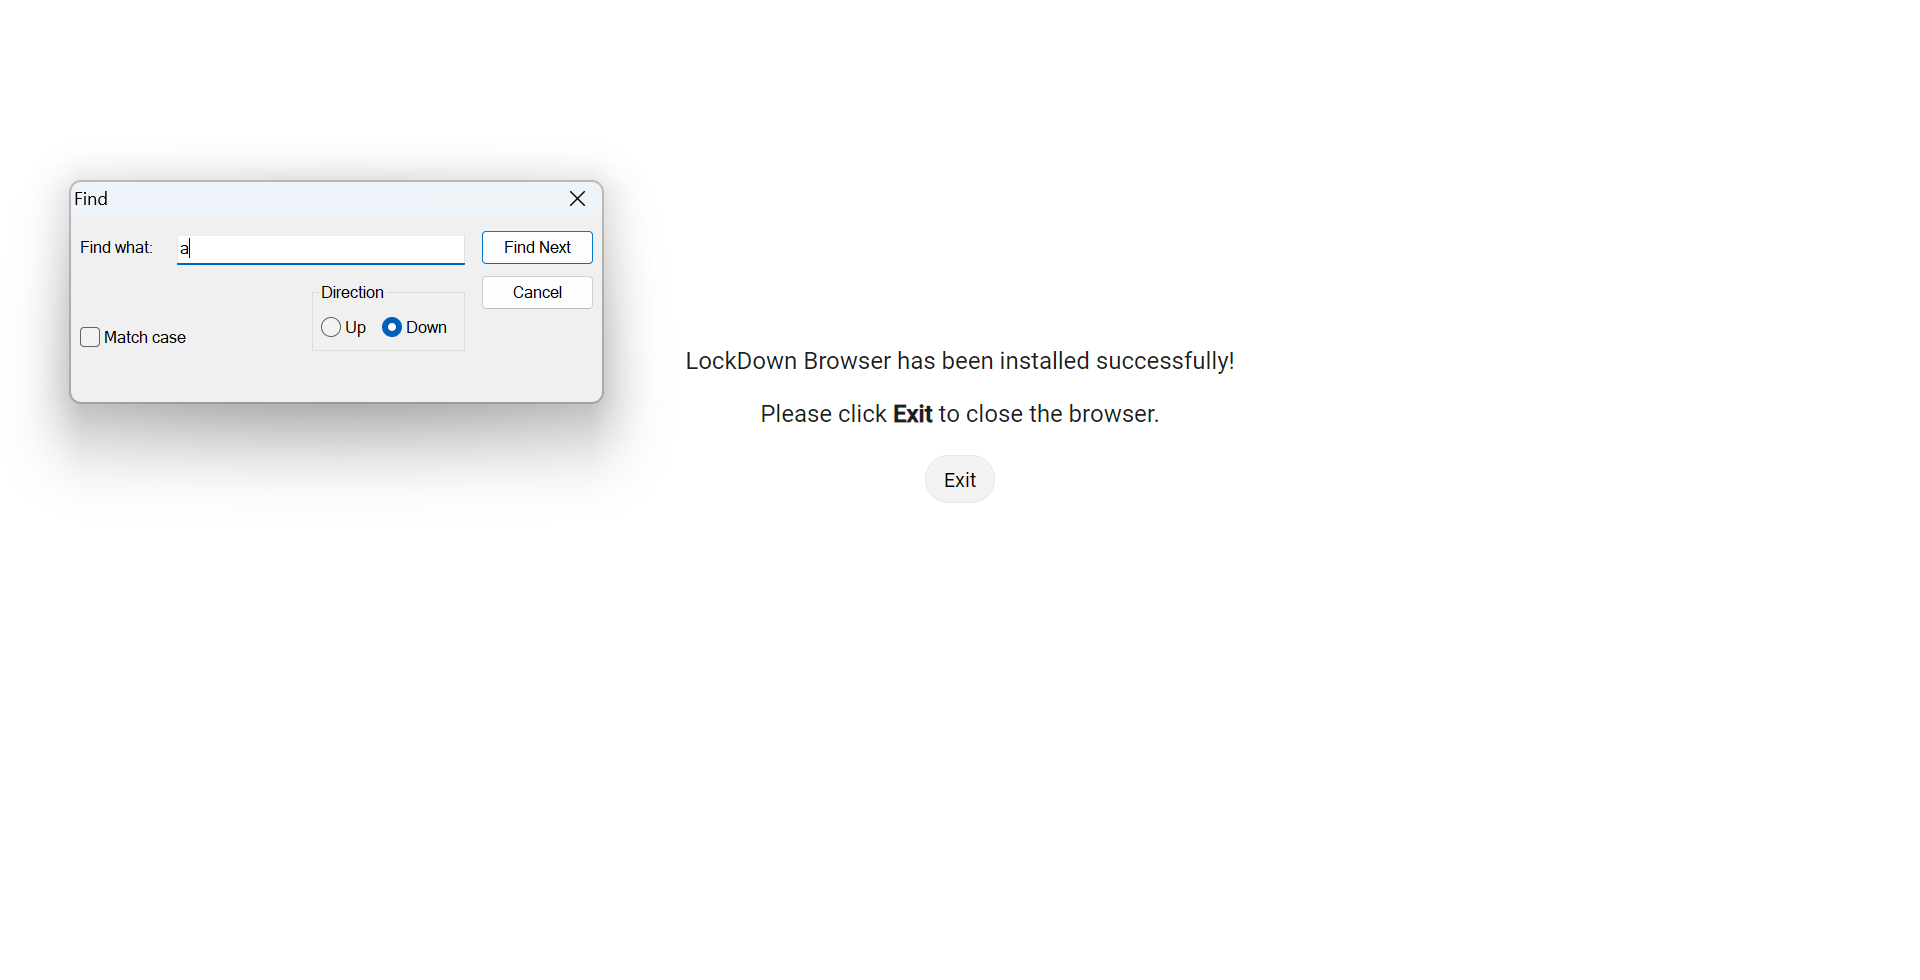 Find
Find what: a Find Next
Direction Cancel
Up Down
Match case
LockDown Browser has been installed successfully!
Please click Exit to close the browser.
Exit